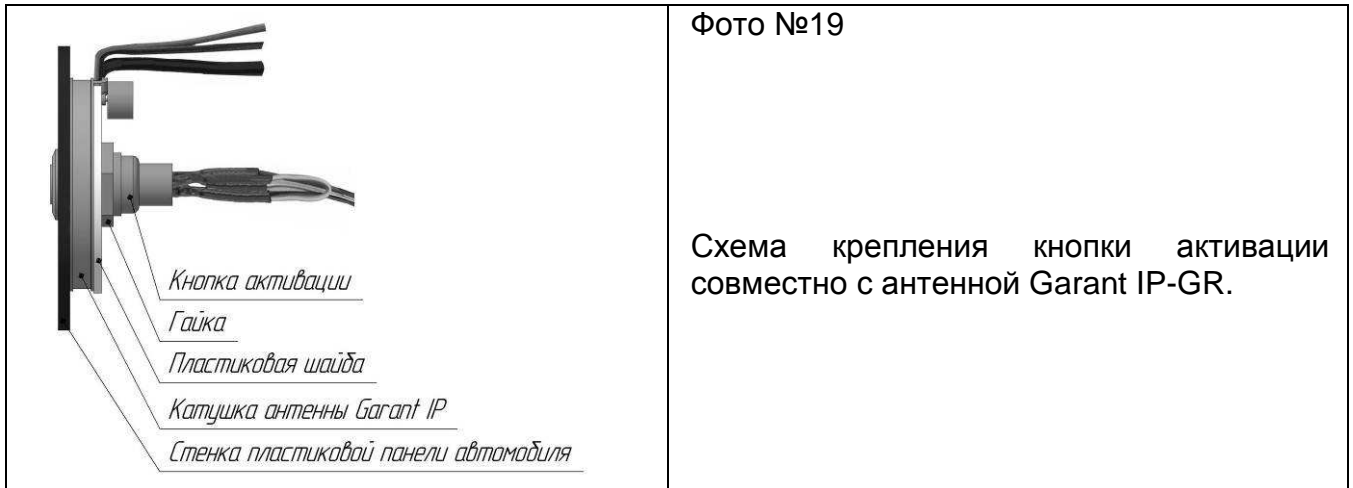 Кнопка активации
Гайка
Пластиковая шайба
Катушка антенны Garant IP
Стенка пластиковой панели автомобиля
Фото №19
Схема крепления кнопки активации
совместно с антенной Garant IP-GR.